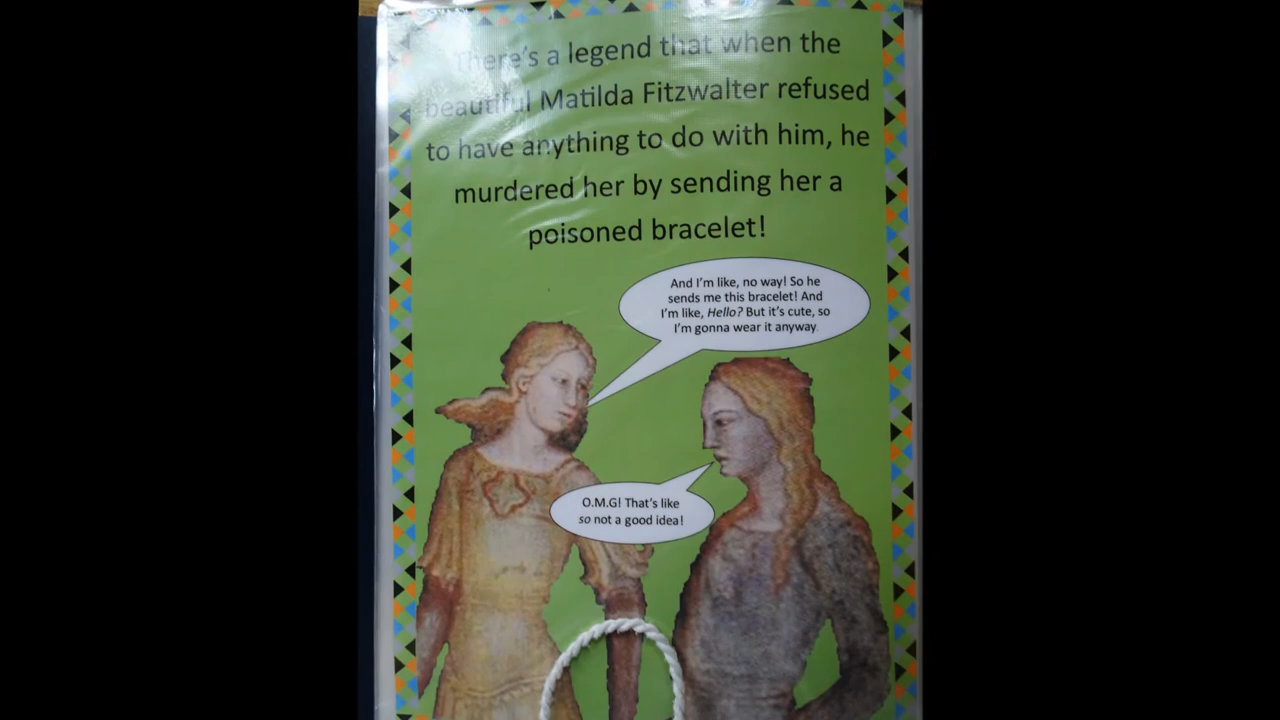 There's a legend that when the
beautiful Matilda Fitzwalter refused
to have anything to do with him, he
murdered her by sending her a
poisoned bracelet!
And I'm like, no way! So he
sends me this bracelet! And
I'm like, Hello? But it's cute, so
I'm gonna wear it anyway.
O.M.G! That's like
so not a good idea!